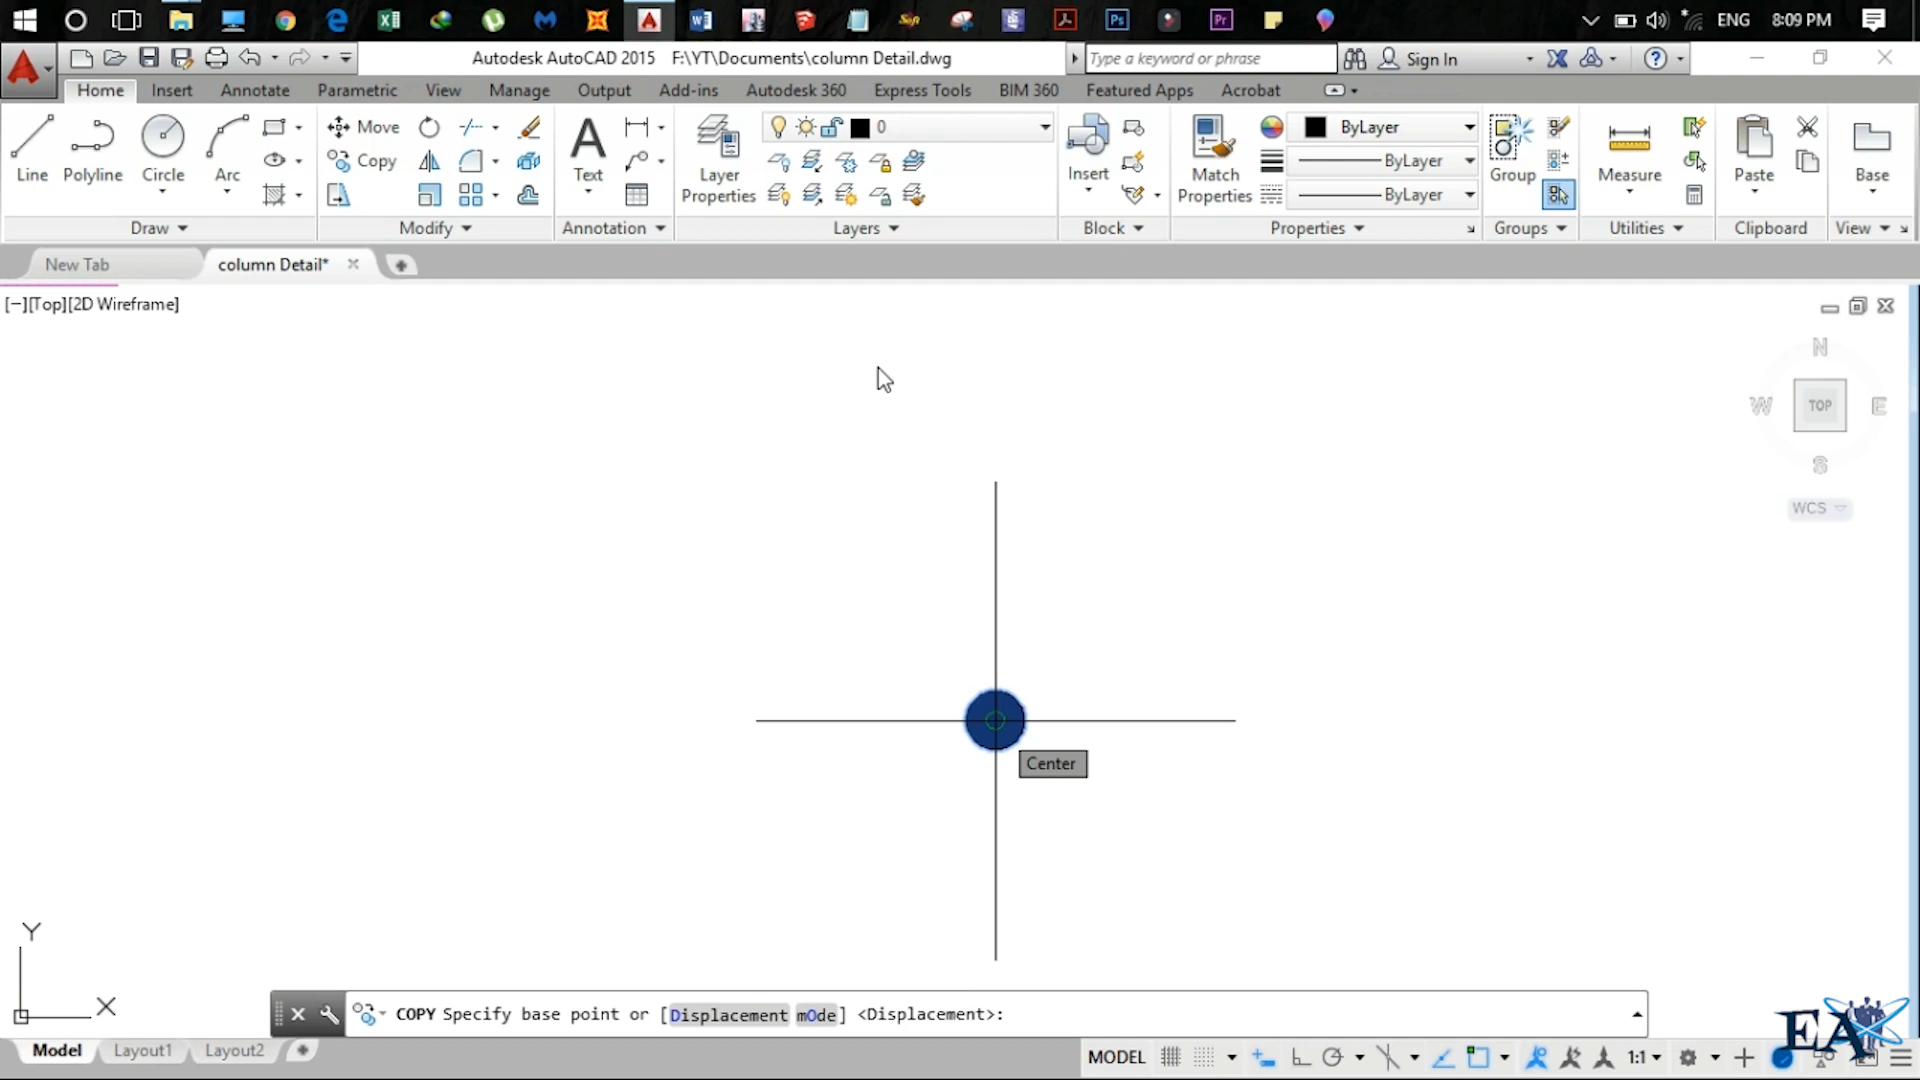 ENG 8:09 PM
Autodesk AutoCAD 2015 F:\YT\Documents\column Detail.dwg
Type a keyword or phrase
Sign In
Home Insert Annotate Parametric View Manage Output Add-ins Autodesk 360 Express Tools BIM 360 Featured Apps Acrobat
Line Polyline Circle Arc
Move
Copy
Text
Layer Properties
0
Insert
Match Properties
ByLayer
ByLayer
ByLayer
Group
Measure
Paste
Base
Draw Modify Annotation Layers Block Properties Groups Utilities Clipboard View
New Tab column Detail*
[−][Top][2D Wireframe]
N
W TOP E
S
WCS
Center
Y
X
COPY Specify base point or [Displacement mOde] <Displacement>:
Model Layout1 Layout2
MODEL 1:1
EA